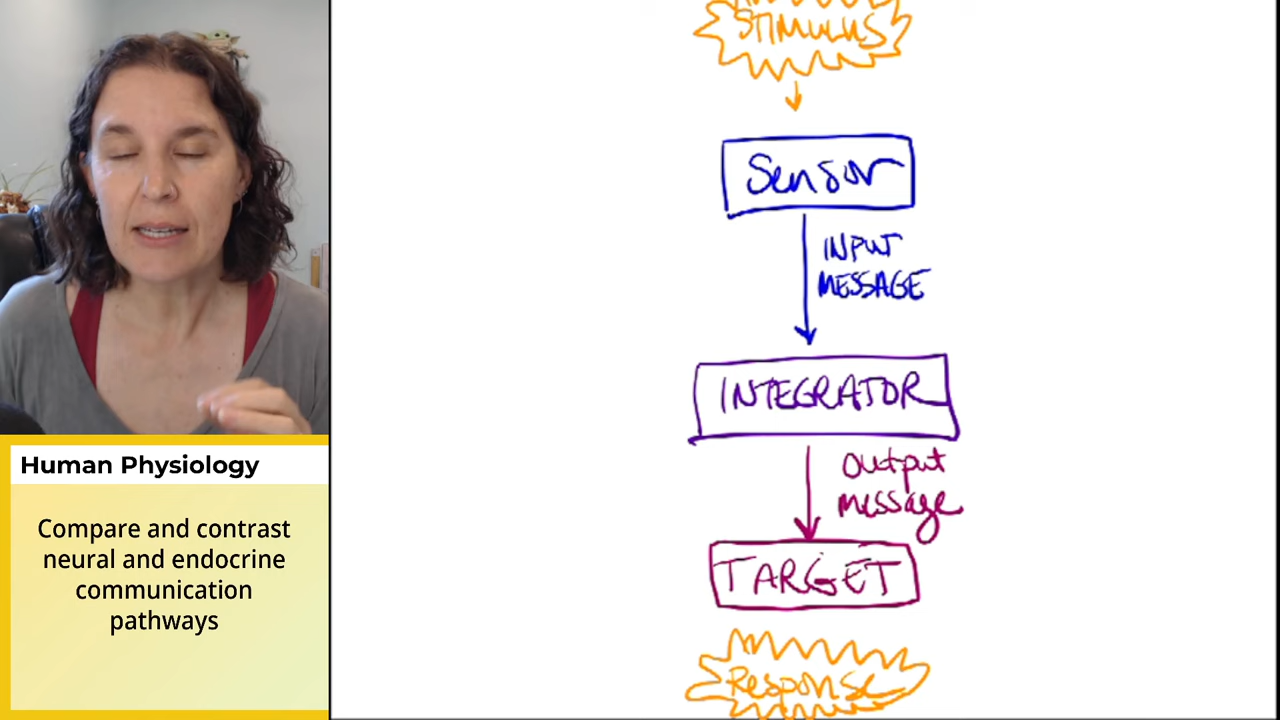 STIMULUS
Sensor
INPUT
MESSAGE
INTEGRATOR
Output
message
TARGET
Response
Human Physiology
Compare and contrast
neural and endocrine
communication
pathways